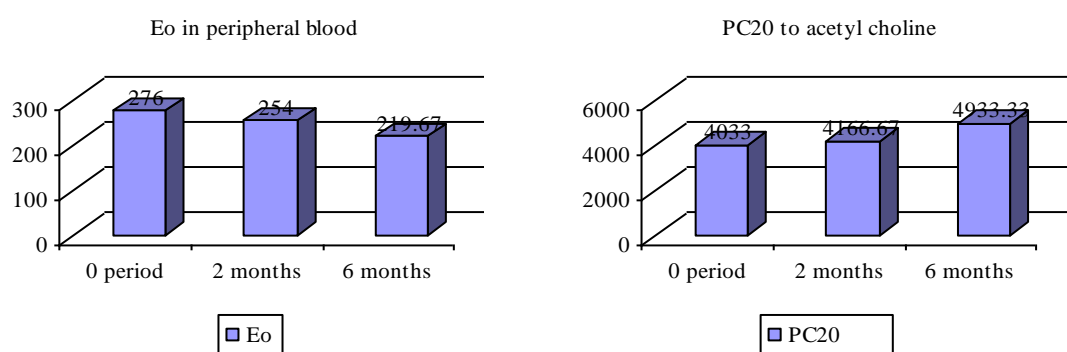 Eo in peripheral blood
276
254
219.67
300
200
100
0
0 period
2 months
6 months
Eo
PC20 to acetyl choline
4933.33
4033
4166.67
6000
4000
2000
0
0 period
2 months
6 months
PC20